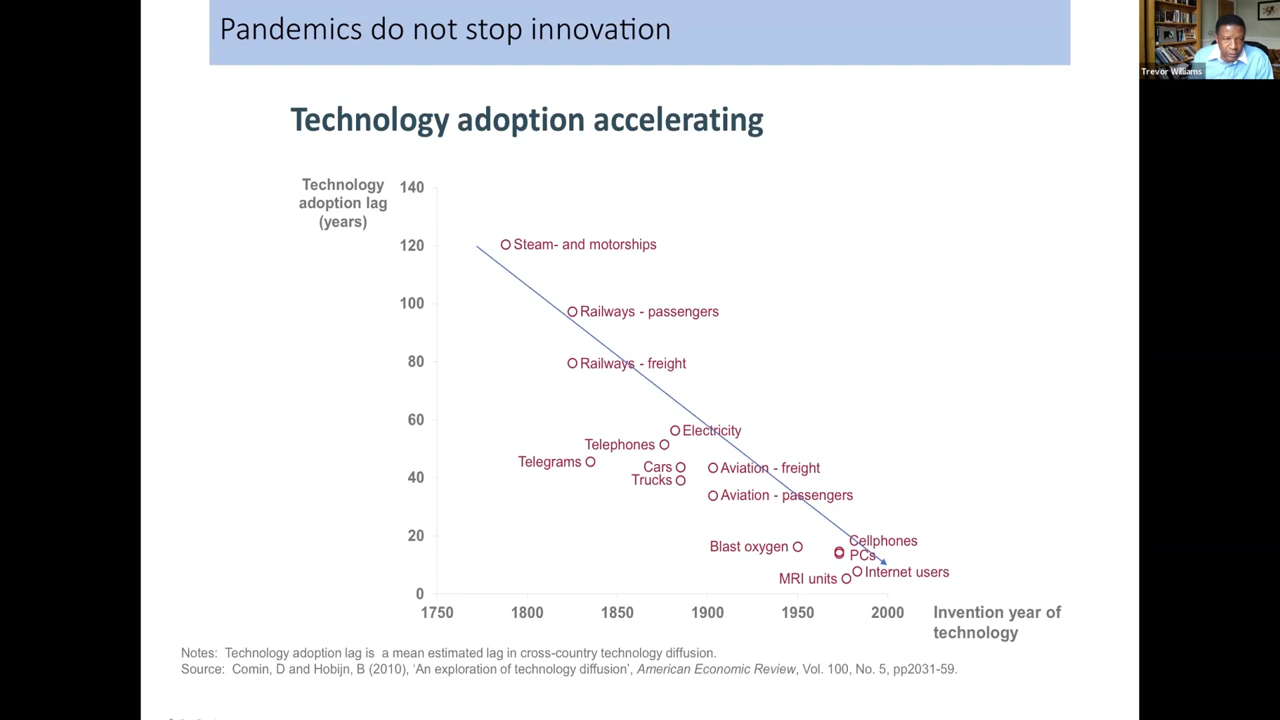 Pandemics do not stop innovation
Trevor Williams
Technology adoption accelerating
Technology
adoption lag
(years)
140
120
100
80
60
40
20
0
Steam- and motorships
Railways - passengers
Railways - freight
Electricity
Telephones
Telegrams
Cars
Trucks
Aviation - freight
Aviation - passengers
Blast oxygen
Cellphones
PCs
Internet users
MRI units
1750 1800 1850 1900 1950 2000
Invention year of
technology
Notes: Technology adoption lag is a mean estimated lag in cross-country technology diffusion.
Source: Comin, D and Hobijn, B (2010), ‘An exploration of technology diffusion’, American Economic Review, Vol. 100, No. 5, pp2031-59.